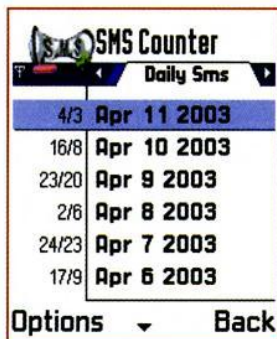 SMS SMS Counter
Daily Sms
4/3 Apr 11 2003
16/8 Apr 10 2003
23/20 Apr 9 2003
2/6 Apr 8 2003
24/23 Apr 7 2003
17/9 Apr 6 2003
Options Back